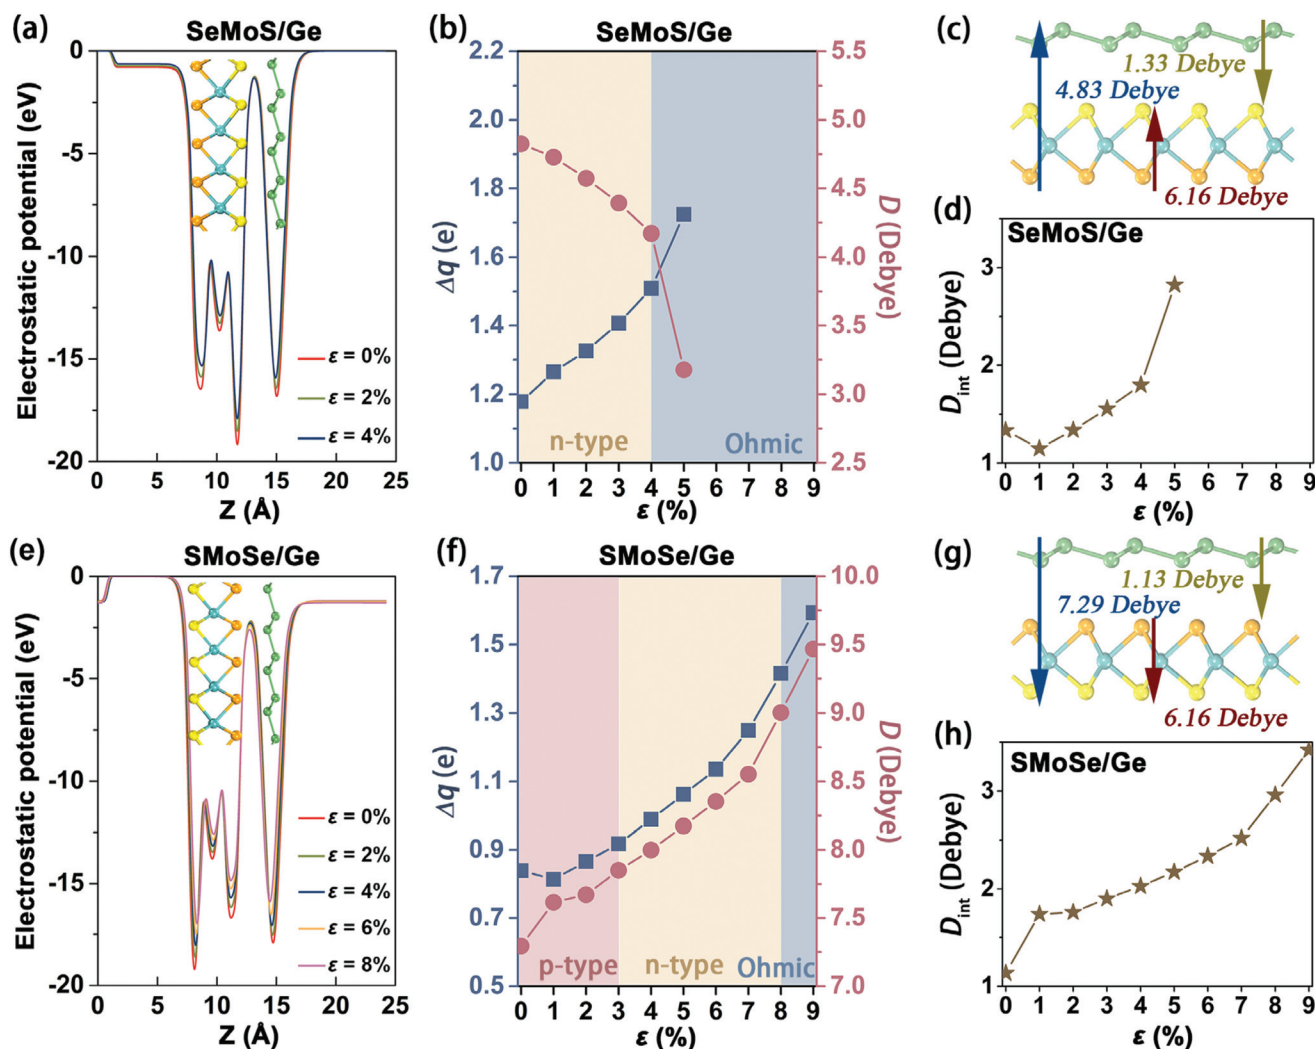 (a)
SeMoS/Ge
Electrostatic potential (eV)
0
-5
-10
-15
-20
ε = 0%
ε = 2%
ε = 4%
0 5 10 15 20 25
Z (Å)
(b)
SeMoS/Ge
Δq (e)
2.2
2.0
1.8
1.6
1.4
1.2
1.0
n-type
Ohmic
5.5
5.0
4.5
4.0
3.5
3.0
2.5
D (Debye)
0 1 2 3 4 5 6 7 8 9
ε (%)
(c)
1.33 Debye
4.83 Debye
6.16 Debye
(d)
SeMoS/Ge
D_int (Debye)
3
2
1
0 1 2 3 4 5 6 7 8 9
ε (%)
(e)
SMoSe/Ge
Electrostatic potential (eV)
0
-5
-10
-15
-20
ε = 0%
ε = 2%
ε = 4%
ε = 6%
ε = 8%
0 5 10 15 20 25
Z (Å)
(f)
SMoSe/Ge
Δq (e)
1.7
1.5
1.3
1.1
0.9
0.7
0.5
p-type
n-type
Ohmic
10.0
9.5
9.0
8.5
8.0
7.5
7.0
D (Debye)
0 1 2 3 4 5 6 7 8 9
ε (%)
(g)
1.13 Debye
7.29 Debye
6.16 Debye
(h)
SMoSe/Ge
D_int (Debye)
3
2
1
0 1 2 3 4 5 6 7 8 9
ε (%)